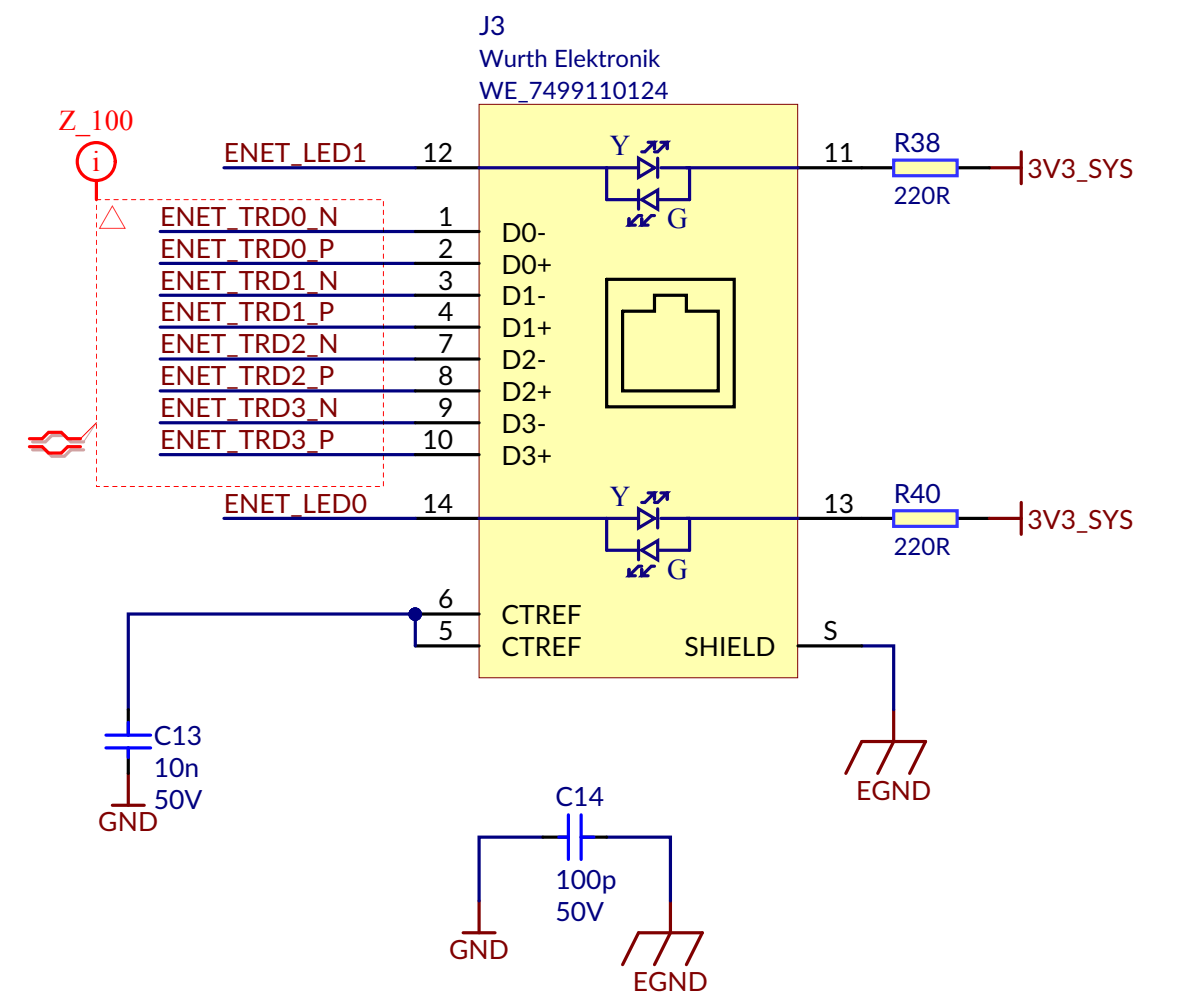 J3
Wurth Elektronik
WE_7499110124
Z_100
i
ENET_LED1 12 Y G 11 R38 220R 3V3_SYS
ENET_TRD0_N 1 D0-
ENET_TRD0_P 2 D0+
ENET_TRD1_N 3 D1-
ENET_TRD1_P 4 D1+
ENET_TRD2_N 7 D2-
ENET_TRD2_P 8 D2+
ENET_TRD3_N 9 D3-
ENET_TRD3_P 10 D3+
ENET_LED0 14 Y G 13 R40 220R 3V3_SYS
6 CTREF
5 CTREF SHIELD S
EGND
C13
10n
50V
GND
C14
100p
50V
GND
EGND